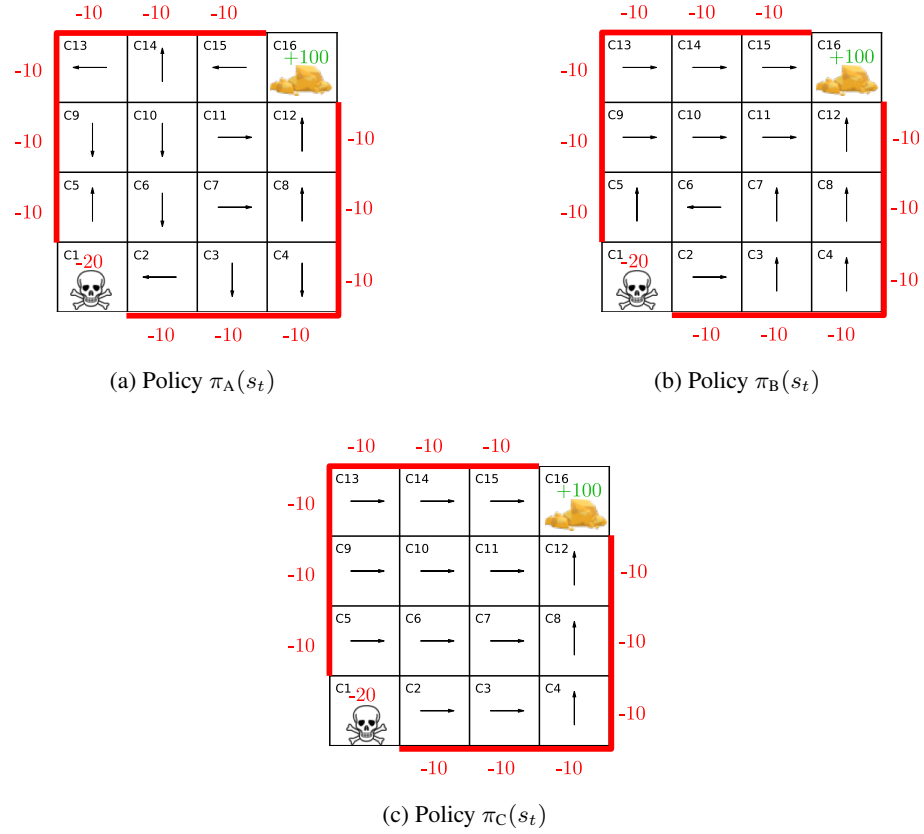 -10 -10 -10 -10 -10 -10
C13 C14 C15 C16 C13 C14 C15 C16
-10 +100 -10 +100
C9 C10 C11 C12 C9 C10 C11 C12
-10 -10 -10 -10
C5 C6 C7 C8 C5 C6 C7 C8
-10 -10 -10 -10
C1 C2 C3 C4 C1 C2 C3 C4
-20 -10 -20 -10
-10 -10 -10 -10 -10 -10
(a) Policy π_A(s_t) (b) Policy π_B(s_t)
-10 -10 -10
C13 C14 C15 C16
-10 +100
C9 C10 C11 C12
-10 -10
C5 C6 C7 C8
-10 -10
C1 C2 C3 C4
-20 -10
-10 -10 -10
(c) Policy π_C(s_t)